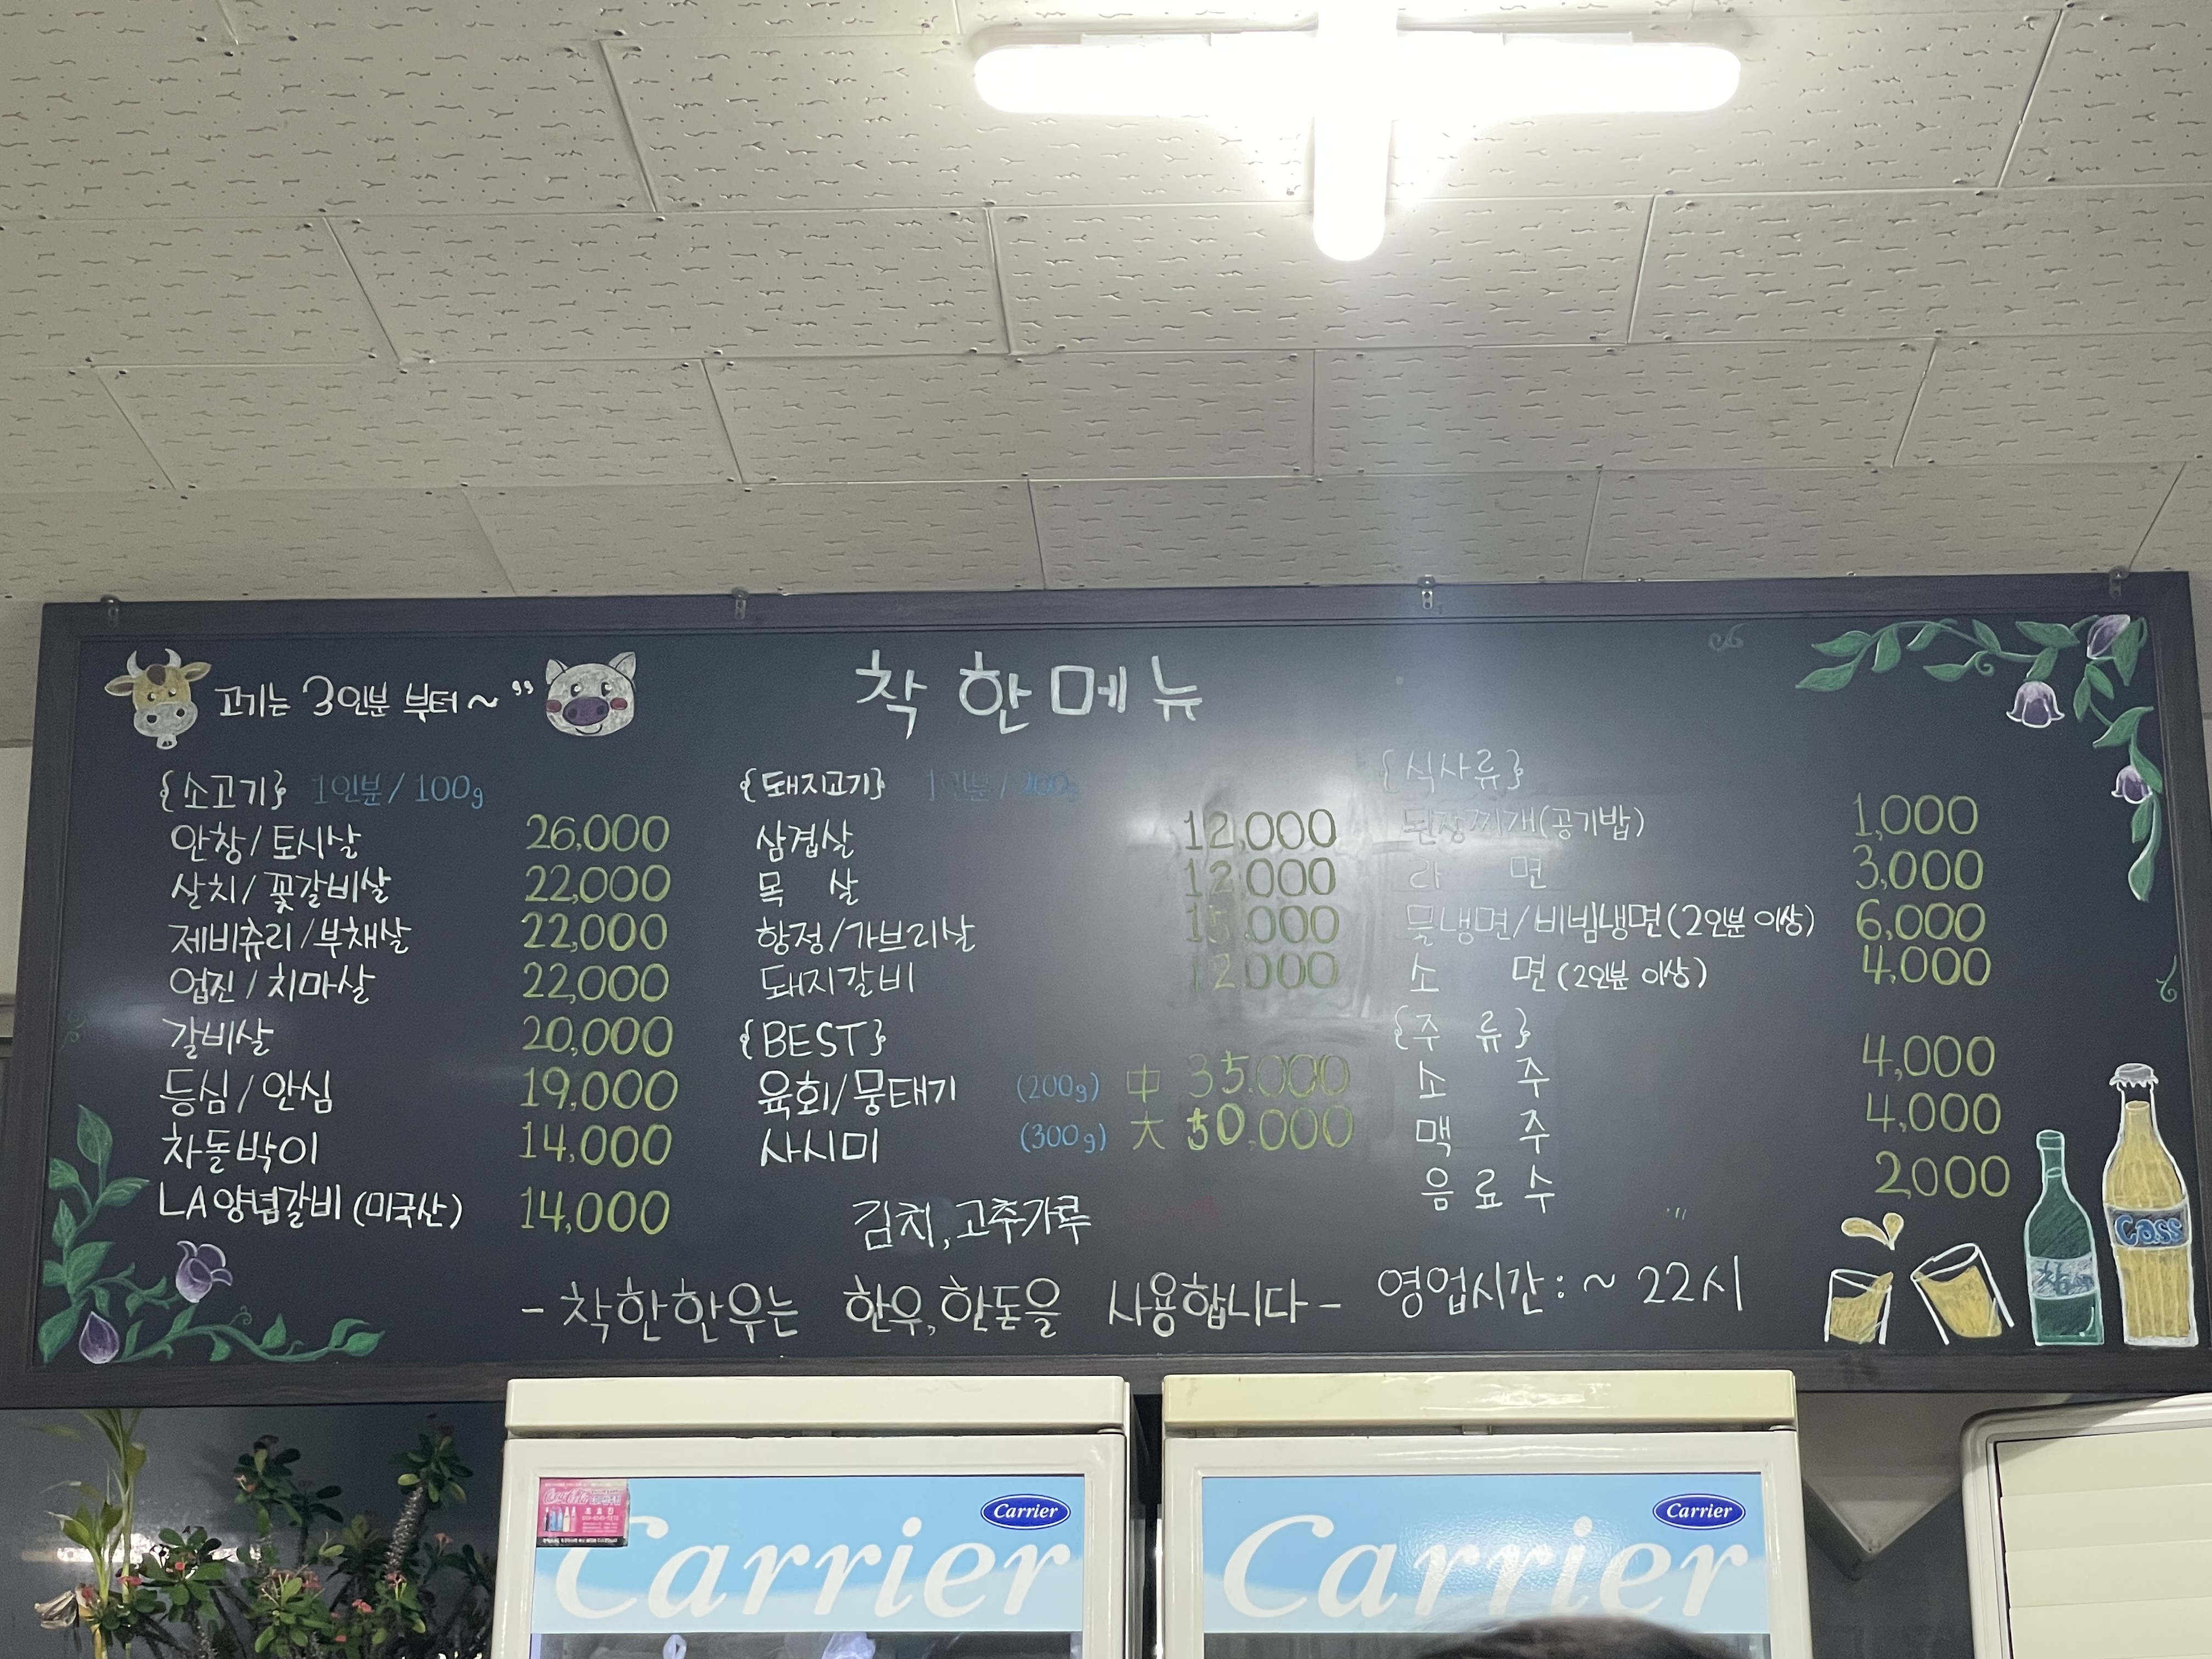 고기는 3인분 부터~"
착한메뉴
{소고기} 1인분/100g
안창/토시살 26,000
살치/꽃갈비살 22,000
제비츄리/부채살 22,000
업진/치마살 22,000
갈비살 20,000
등심/안심 19,000
차돌박이 14,000
LA양념갈비(미국산) 14,000
{돼지고기} 1인분/
삼겹살 12,000
목 살 12,000
항정/가브리살 15,000
돼지갈비 12,000
{BEST}
육회/뭉태기 (200g) 中 35.000
사시미 (300g) 大 50,000
김치, 고추가루
{식사류}
된장찌개(공기밥) 1,000
라 면 3,000
물냉면/비빔냉면(2인분 이상) 6,000
소 면(2인분 이상) 4,000
{주 류}
소 주 4,000
맥 주 4,000
음료수 2,000
-착한한우는 한우,한돈을 사용합니다-
영업시간:~22시
Cass
Carrier
Carrier
Carrier
Carrier